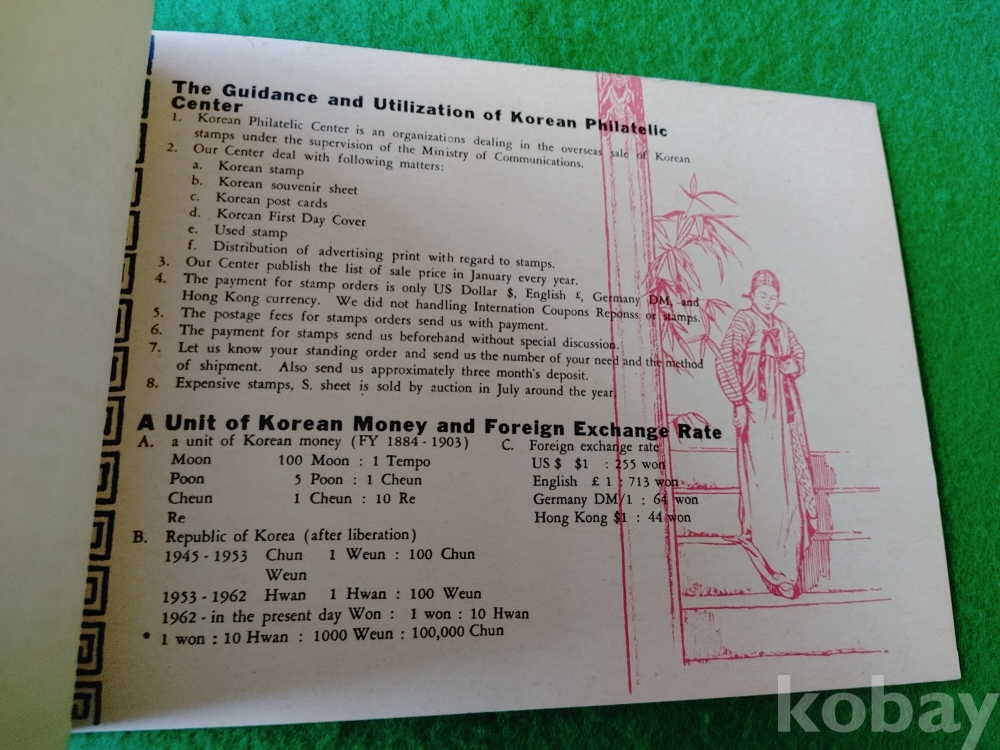 The Guidance and Utilization of Korean Philatelic
Center
1. Korean Philatelic Center is an organizations dealing in the overseas sale of Korean
stamps under the supervision of the Ministry of Communications.
2. Our Center deal with following matters:
a. Korean stamp
b. Korean souvenir sheet
c. Korean post cards
d. Korean First Day Cover
e. Used stamp
f. Distribution of advertising print with regard to stamps.
3. Our Center publish the list of sale price in January every year.
4. The payment for stamp orders is only US Dollar $, English £, Germany DM, and
Hong Kong currency. We did not handling Internation Coupons Reponss or stamps.
5. The postage fees for stamps orders send us with payment.
6. The payment for stamps send us beforehand without special discussion.
7. Let us know your standing order and send us the number of your need and the method
of shipment. Also send us approximately three month's deposit.
8. Expensive stamps, S. sheet is sold by auction in July around the year.
A Unit of Korean Money and Foreign Exchange Rate
A. a unit of Korean money (FY 1884-1903)
Moon 100 Moon : 1 Tempo
Poon 5 Poon : 1 Cheun
Cheun 1 Cheun : 10 Re
Re
C. Foreign exchange rate
US $ $1 : 255 won
English £ 1 : 713 won
Germany DM/1 : 64 won
Hong Kong $1 : 44 won
B. Republic of Korea (after liberation)
1945-1953 Chun 1 Weun : 100 Chun
Weun
1953-1962 Hwan 1 Hwan : 100 Weun
1962- in the present day Won : 1 won : 10 Hwan
* 1 won : 10 Hwan : 1000 Weun : 100,000 Chun
kobay